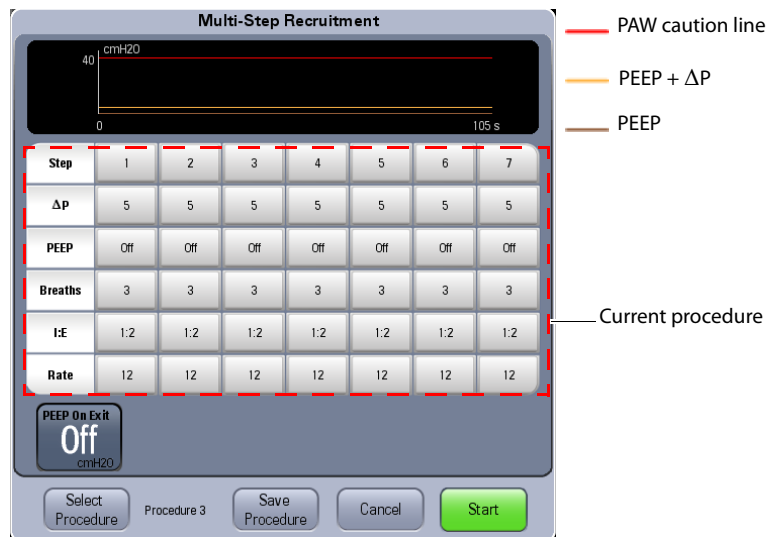 Multi-Step Recruitment
PAW caution line
PEEP + ΔP
PEEP
cmH2O
40
0 105 s
Step 1 2 3 4 5 6 7
ΔP 5 5 5 5 5 5 5
PEEP Off Off Off Off Off Off Off
Breaths 3 3 3 3 3 3 3
I:E 1:2 1:2 1:2 1:2 1:2 1:2 1:2
Rate 12 12 12 12 12 12 12
Current procedure
PEEP On Exit
Off
cmH2O
Select
Procedure
Procedure 3
Save
Procedure
Cancel
Start